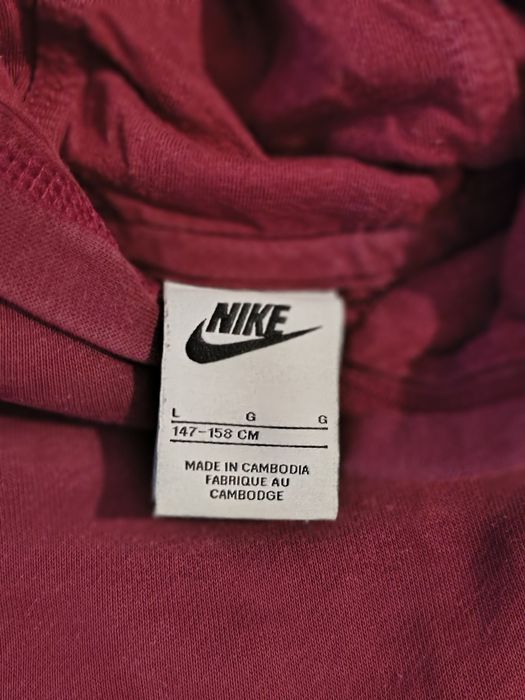 NIKE
L G G
147-158 CM
MADE IN CAMBODIA
FABRIQUE AU
CAMBODGE